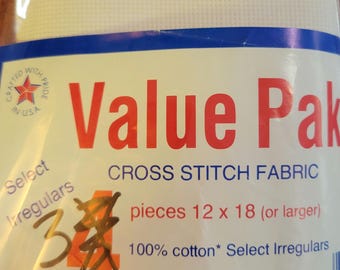 CRAFTED WITH PRIDE
IN U.S.A.
Value Pak
CROSS STITCH FABRIC
Select
Irregulars
3
4 pieces 12 x 18 (or larger)
100% cotton* Select Irregulars